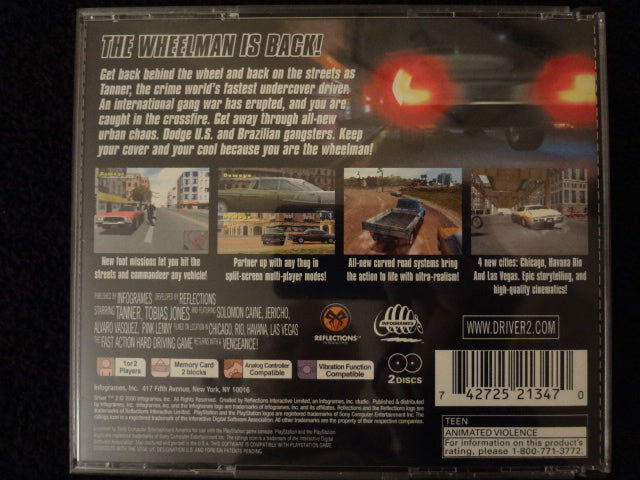 THE WHEELMAN IS BACK!
Get back behind the wheel and back on the streets as
Tanner, the crime world's fastest undercover driver.
An international gang war has erupted, and you are
caught in the crossfire. Get away through all-new
urban chaos. Dodge U.S. and Brazilian gangsters. Keep
your cover and your cool because you are the wheelman!
Damage
Damage
New foot missions let you hit the
streets and commandeer any vehicle!
Partner up with any thug in
split-screen multi-player modes!
All-new curved road systems bring
the action to life with ultra-realism!
4 new cities: Chicago, Havana Rio
And Las Vegas. Epic storytelling, and
high-quality cinematics!
PUBLISHED BY INFOGRAMES DEVELOPED BY REFLECTIONS
STARRING TANNER, TOBIAS JONES AND FEATURING SOLOMON CAINE, JERICHO,
ALVARO VASQUEZ, PINK LENNY FILMED ON LOCATION IN CHICAGO, RIO, HAVANA, LAS VEGAS
THE FAST ACTION HARD DRIVING GAME RETURNS WITH A VENGEANCE!
REFLECTIONS
INTERACTIVE
INFOGRAMES
WWW.DRIVER2.COM
1 or 2
Players
Memory Card
2 blocks
Analog Controller
Compatible
Vibration Function
Compatible
2 DISCS
Infogrames, Inc. 417 Fifth Avenue, New York, NY 10016
7 42725 21347 0
TEEN
ANIMATED VIOLENCE
For information on this product's
rating, please 1-800-771-3772.